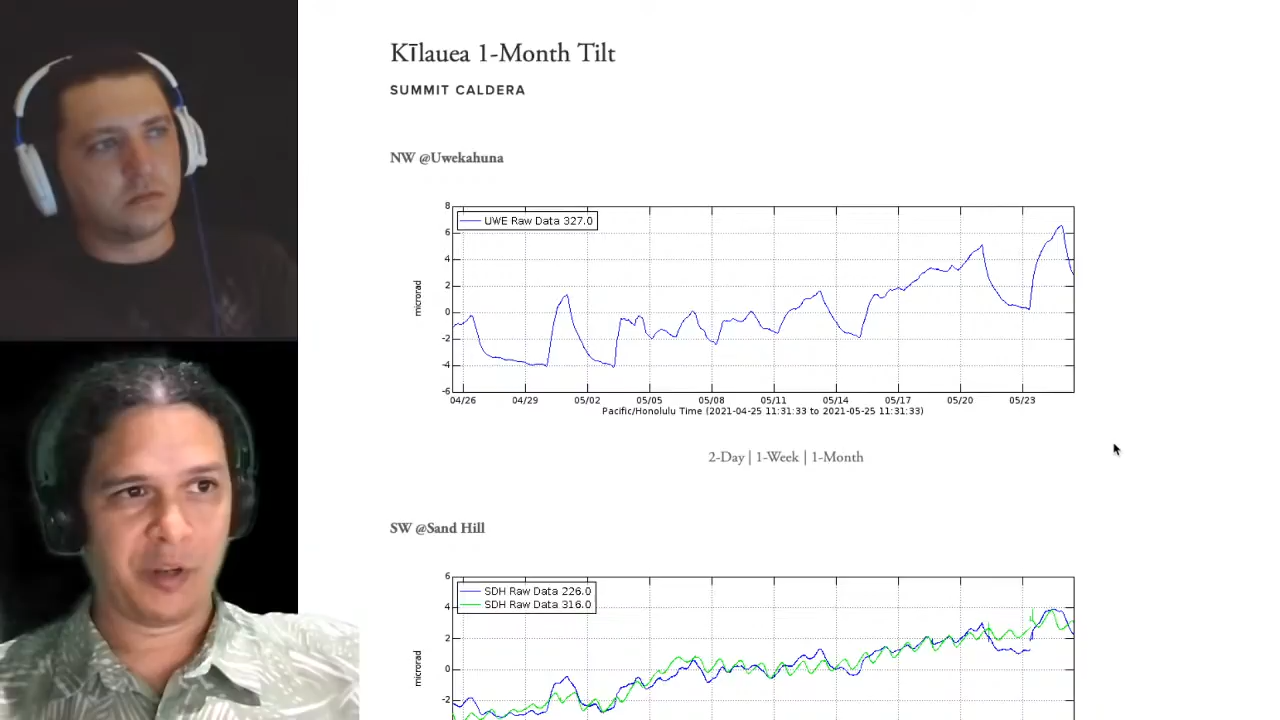 Kīlauea 1-Month Tilt
SUMMIT CALDERA
NW @Uwekahuna
8
6
4
2
0
-2
-4
-6
microrad
UWE Raw Data 327.0
04/26 04/29 05/02 05/05 05/08 05/11 05/14 05/17 05/20 05/23
Pacific/Honolulu Time (2021-04-25 11:31:33 to 2021-05-25 11:31:33)
2-Day | 1-Week | 1-Month
SW @Sand Hill
6
4
2
0
-2
microrad
SDH Raw Data 226.0
SDH Raw Data 316.0